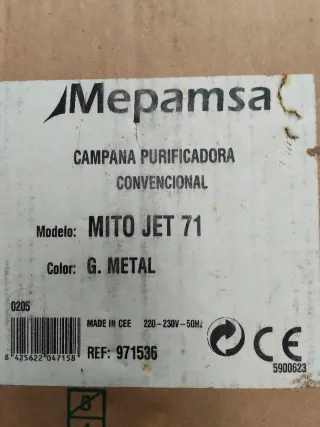 Mepamsa
CAMPANA PURIFICADORA
CONVENCIONAL
Modelo: MITO JET 71
Color: G. METAL
0205
MADE IN CEE 220-230V-50Hz
8 425622 047158
REF: 971536
CE
5900623
8